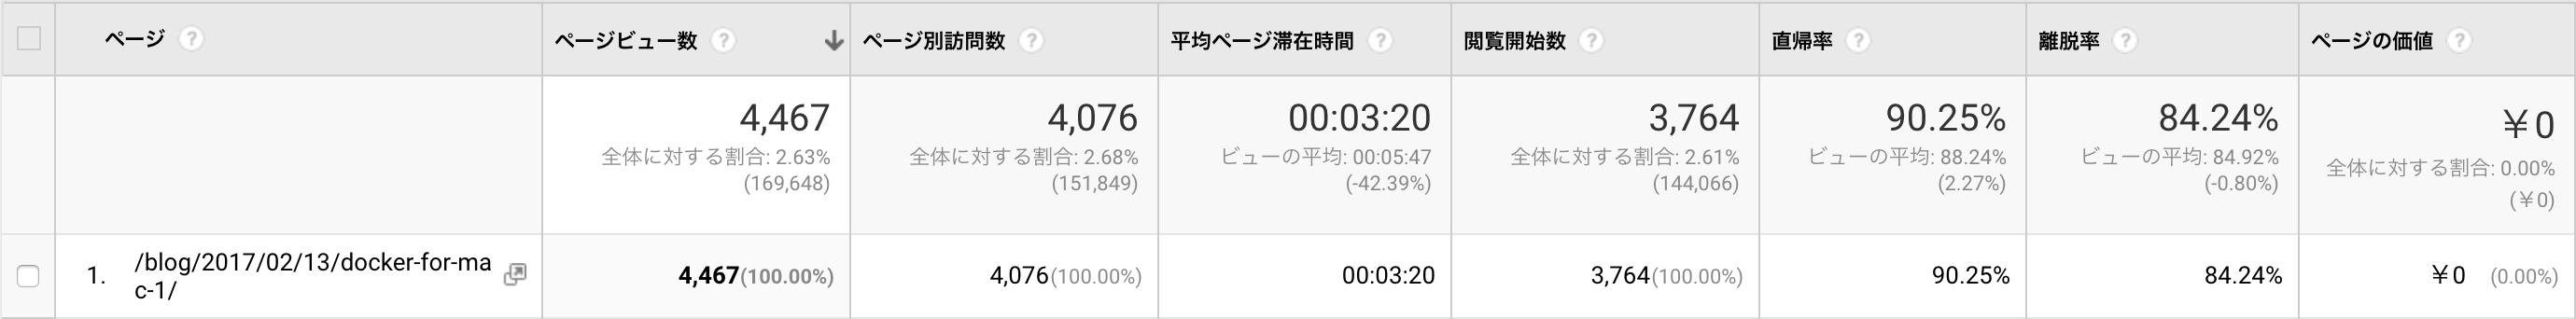 ページ ?
ページビュー数 ?
ページ別訪問数 ?
平均ページ滞在時間 ?
閲覧開始数 ?
直帰率 ?
離脱率 ?
ページの価値 ?
4,467
全体に対する割合: 2.63%
(169,648)
4,076
全体に対する割合: 2.68%
(151,849)
00:03:20
ビューの平均: 00:05:47
(-42.39%)
3,764
全体に対する割合: 2.61%
(144,066)
90.25%
ビューの平均: 88.24%
(2.27%)
84.24%
ビューの平均: 84.92%
(-0.80%)
￥0
全体に対する割合: 0.00%
(￥0)
1. /blog/2017/02/13/docker-for-ma
c-1/
4,467(100.00%)
4,076(100.00%)
00:03:20
3,764(100.00%)
90.25%
84.24%
￥0 (0.00%)